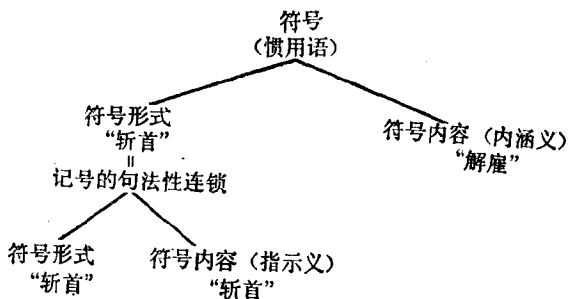 符号
（惯用语）
符号形式
“斩首”
॥
记号的句法性连锁
符号内容（内涵义）
“解雇”
符号形式
“斩首”
符号内容（指示义）
“斩首”